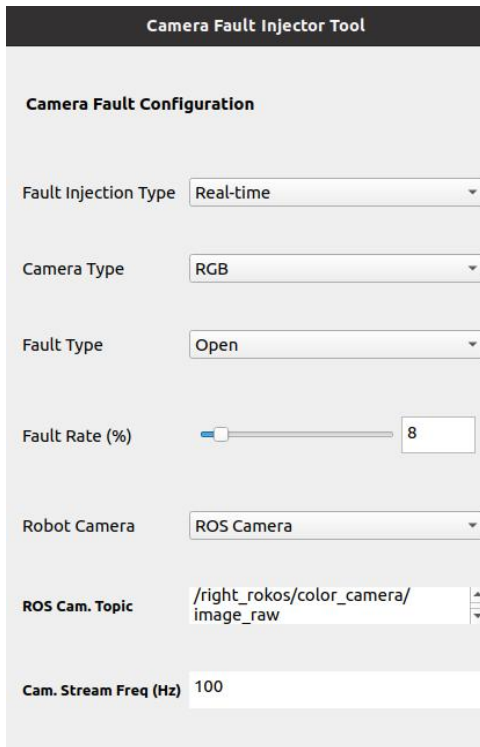 Camera Fault Injector Tool
Camera Fault Configuration
Fault Injection Type Real-time
Camera Type RGB
Fault Type Open
Fault Rate (%) 8
Robot Camera ROS Camera
ROS Cam. Topic /right_rokos/color_camera/
image_raw
Cam. Stream Freq (Hz) 100